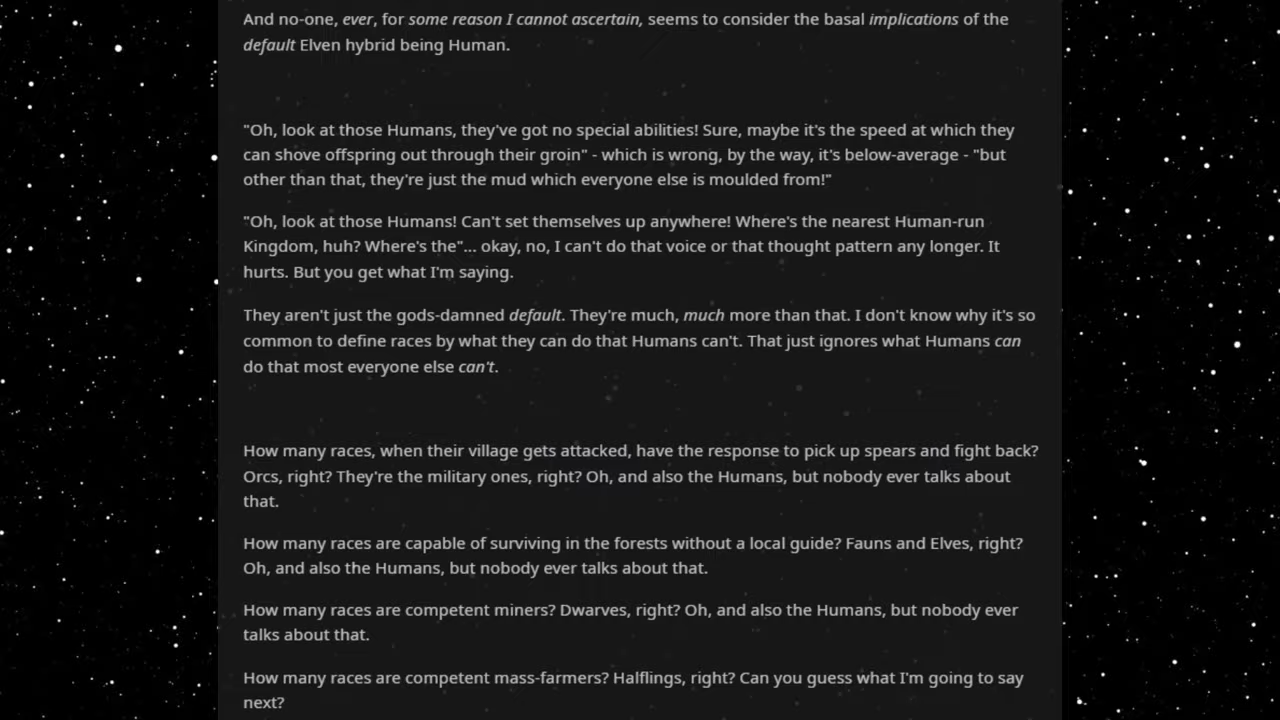 And no-one, ever, for some reason I cannot ascertain, seems to consider the basal implications of the
default Elven hybrid being Human.
"Oh, look at those Humans, they've got no special abilities! Sure, maybe it's the speed at which they
can shove offspring out through their groin" - which is wrong, by the way, it's below-average - "but
other than that, they're just the mud which everyone else is moulded from!"
"Oh, look at those Humans! Can't set themselves up anywhere! Where's the nearest Human-run
Kingdom, huh? Where's the"... okay, no, I can't do that voice or that thought pattern any longer. It
hurts. But you get what I'm saying.
They aren't just the gods-damned default. They're much, much more than that. I don't know why it's so
common to define races by what they can do that Humans can't. That just ignores what Humans can
do that most everyone else can't.
How many races, when their village gets attacked, have the response to pick up spears and fight back?
Orcs, right? They're the military ones, right? Oh, and also the Humans, but nobody ever talks about
that.
How many races are capable of surviving in the forests without a local guide? Fauns and Elves, right?
Oh, and also the Humans, but nobody ever talks about that.
How many races are competent miners? Dwarves, right? Oh, and also the Humans, but nobody ever
talks about that.
How many races are competent mass-farmers? Halflings, right? Can you guess what I'm going to say
next?